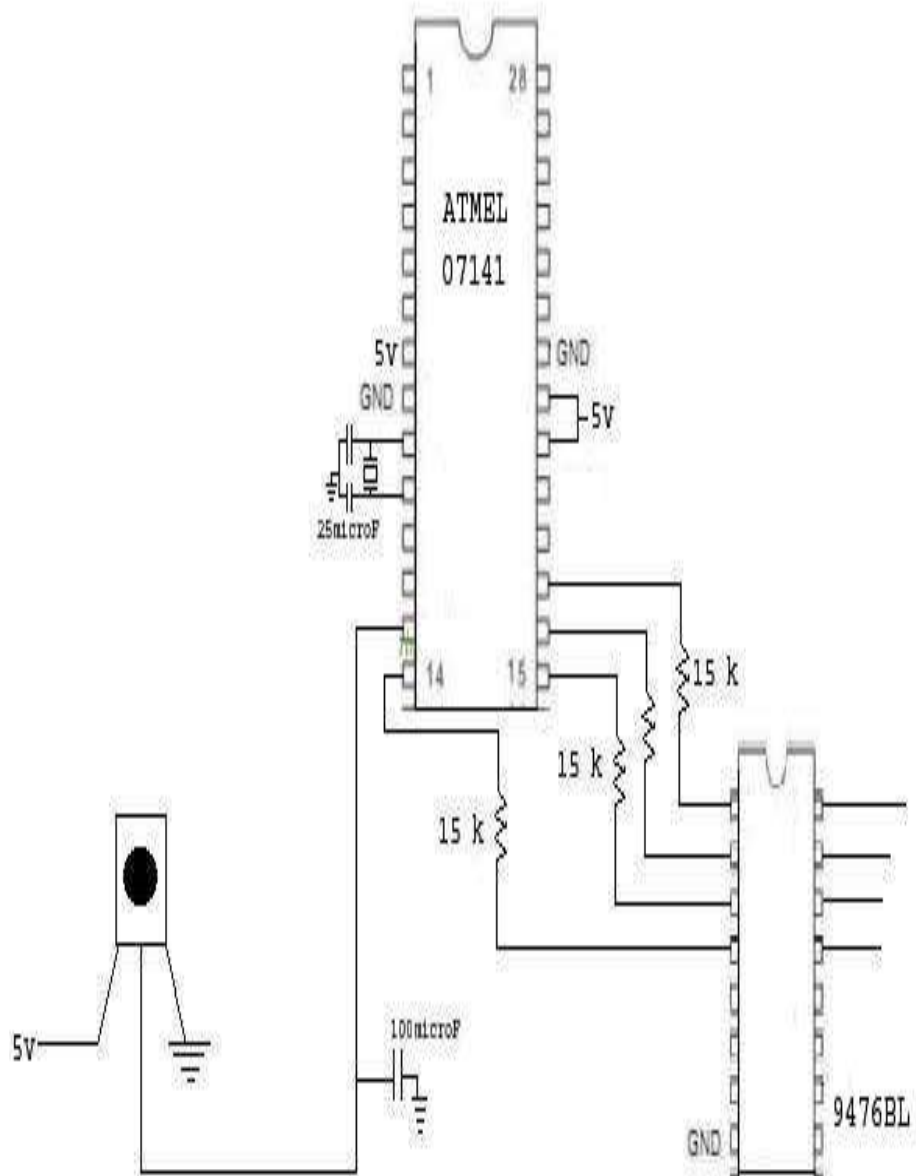 1 28
ATMEL
07141
5V GND
GND
5V
25microF
14 15
15 k
15 k
15 k
100microF
5V
9476BL
GND